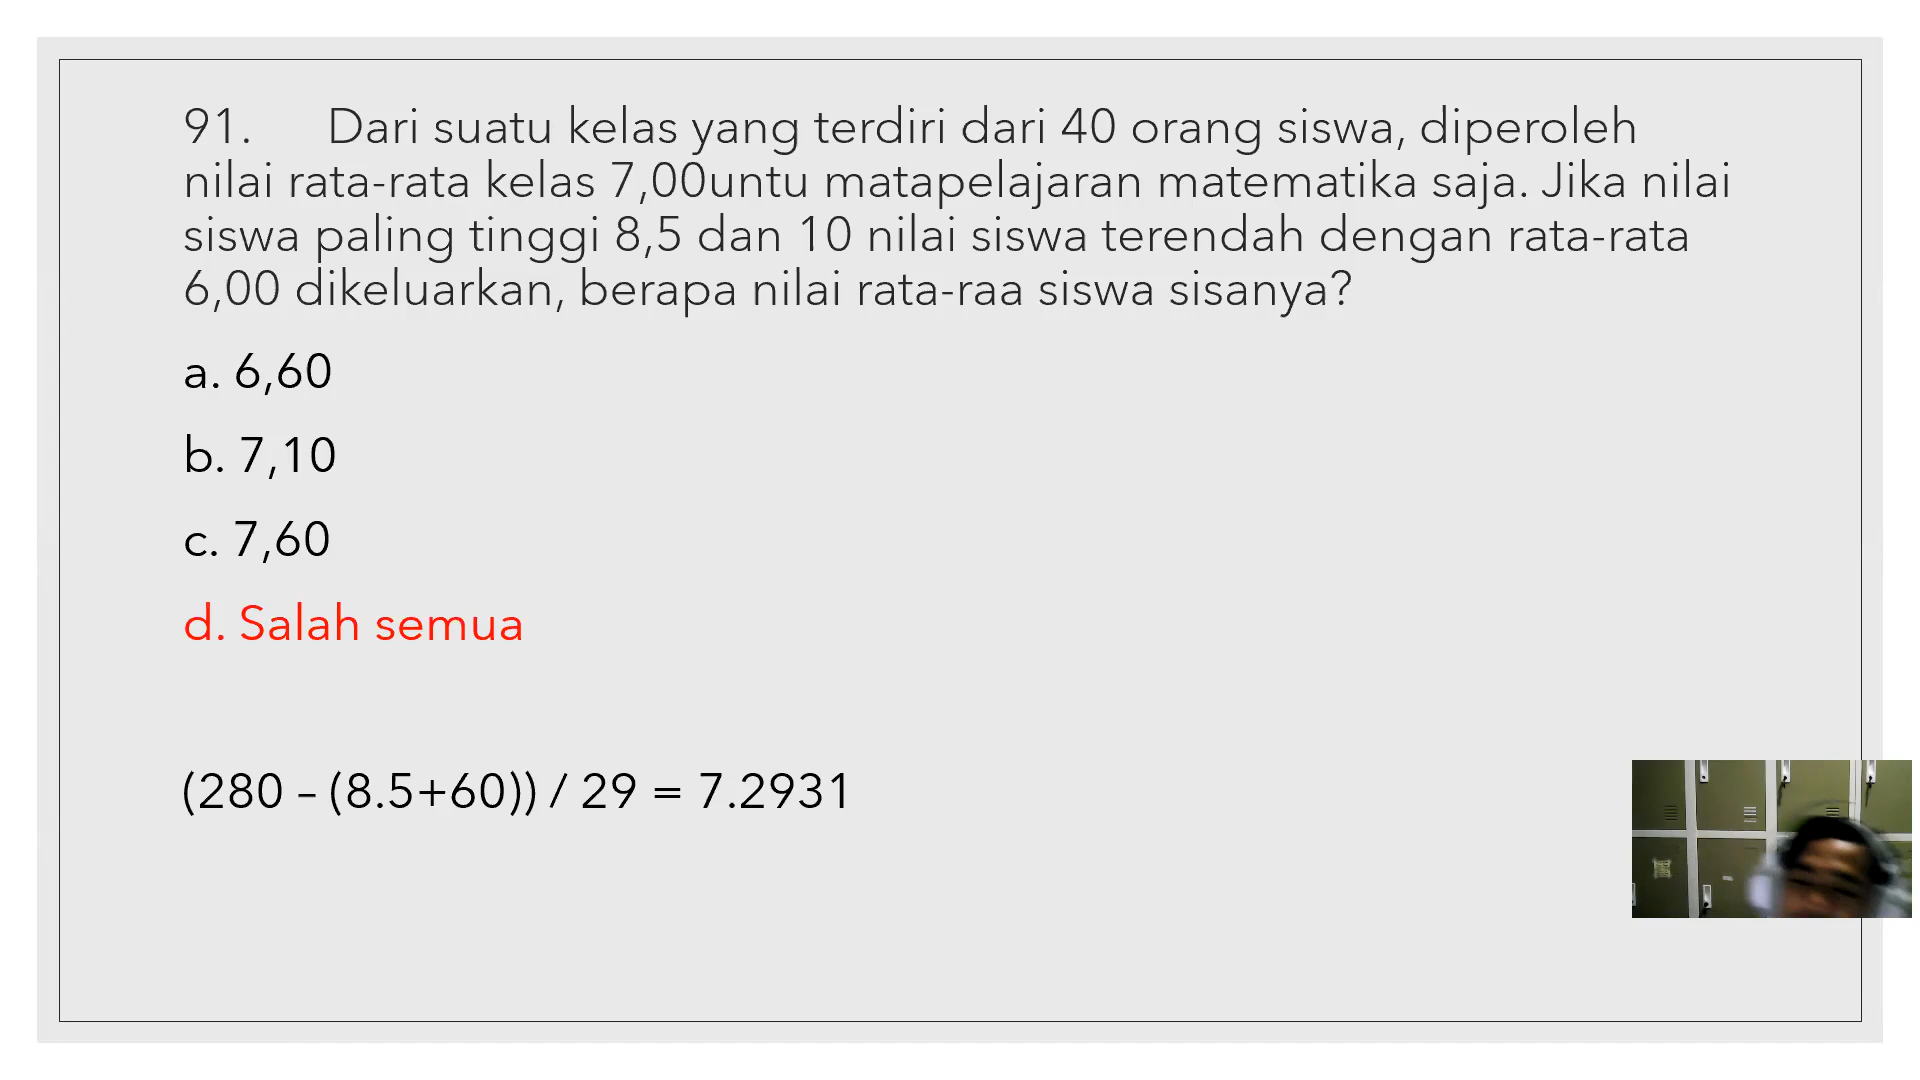 91. Dari suatu kelas yang terdiri dari 40 orang siswa, diperoleh
nilai rata-rata kelas 7,00untu matapelajaran matematika saja. Jika nilai
siswa paling tinggi 8,5 dan 10 nilai siswa terendah dengan rata-rata
6,00 dikeluarkan, berapa nilai rata-raa siswa sisanya?
a. 6,60
b. 7,10
c. 7,60
d. Salah semua
(280 – (8.5+60)) / 29 = 7.2931